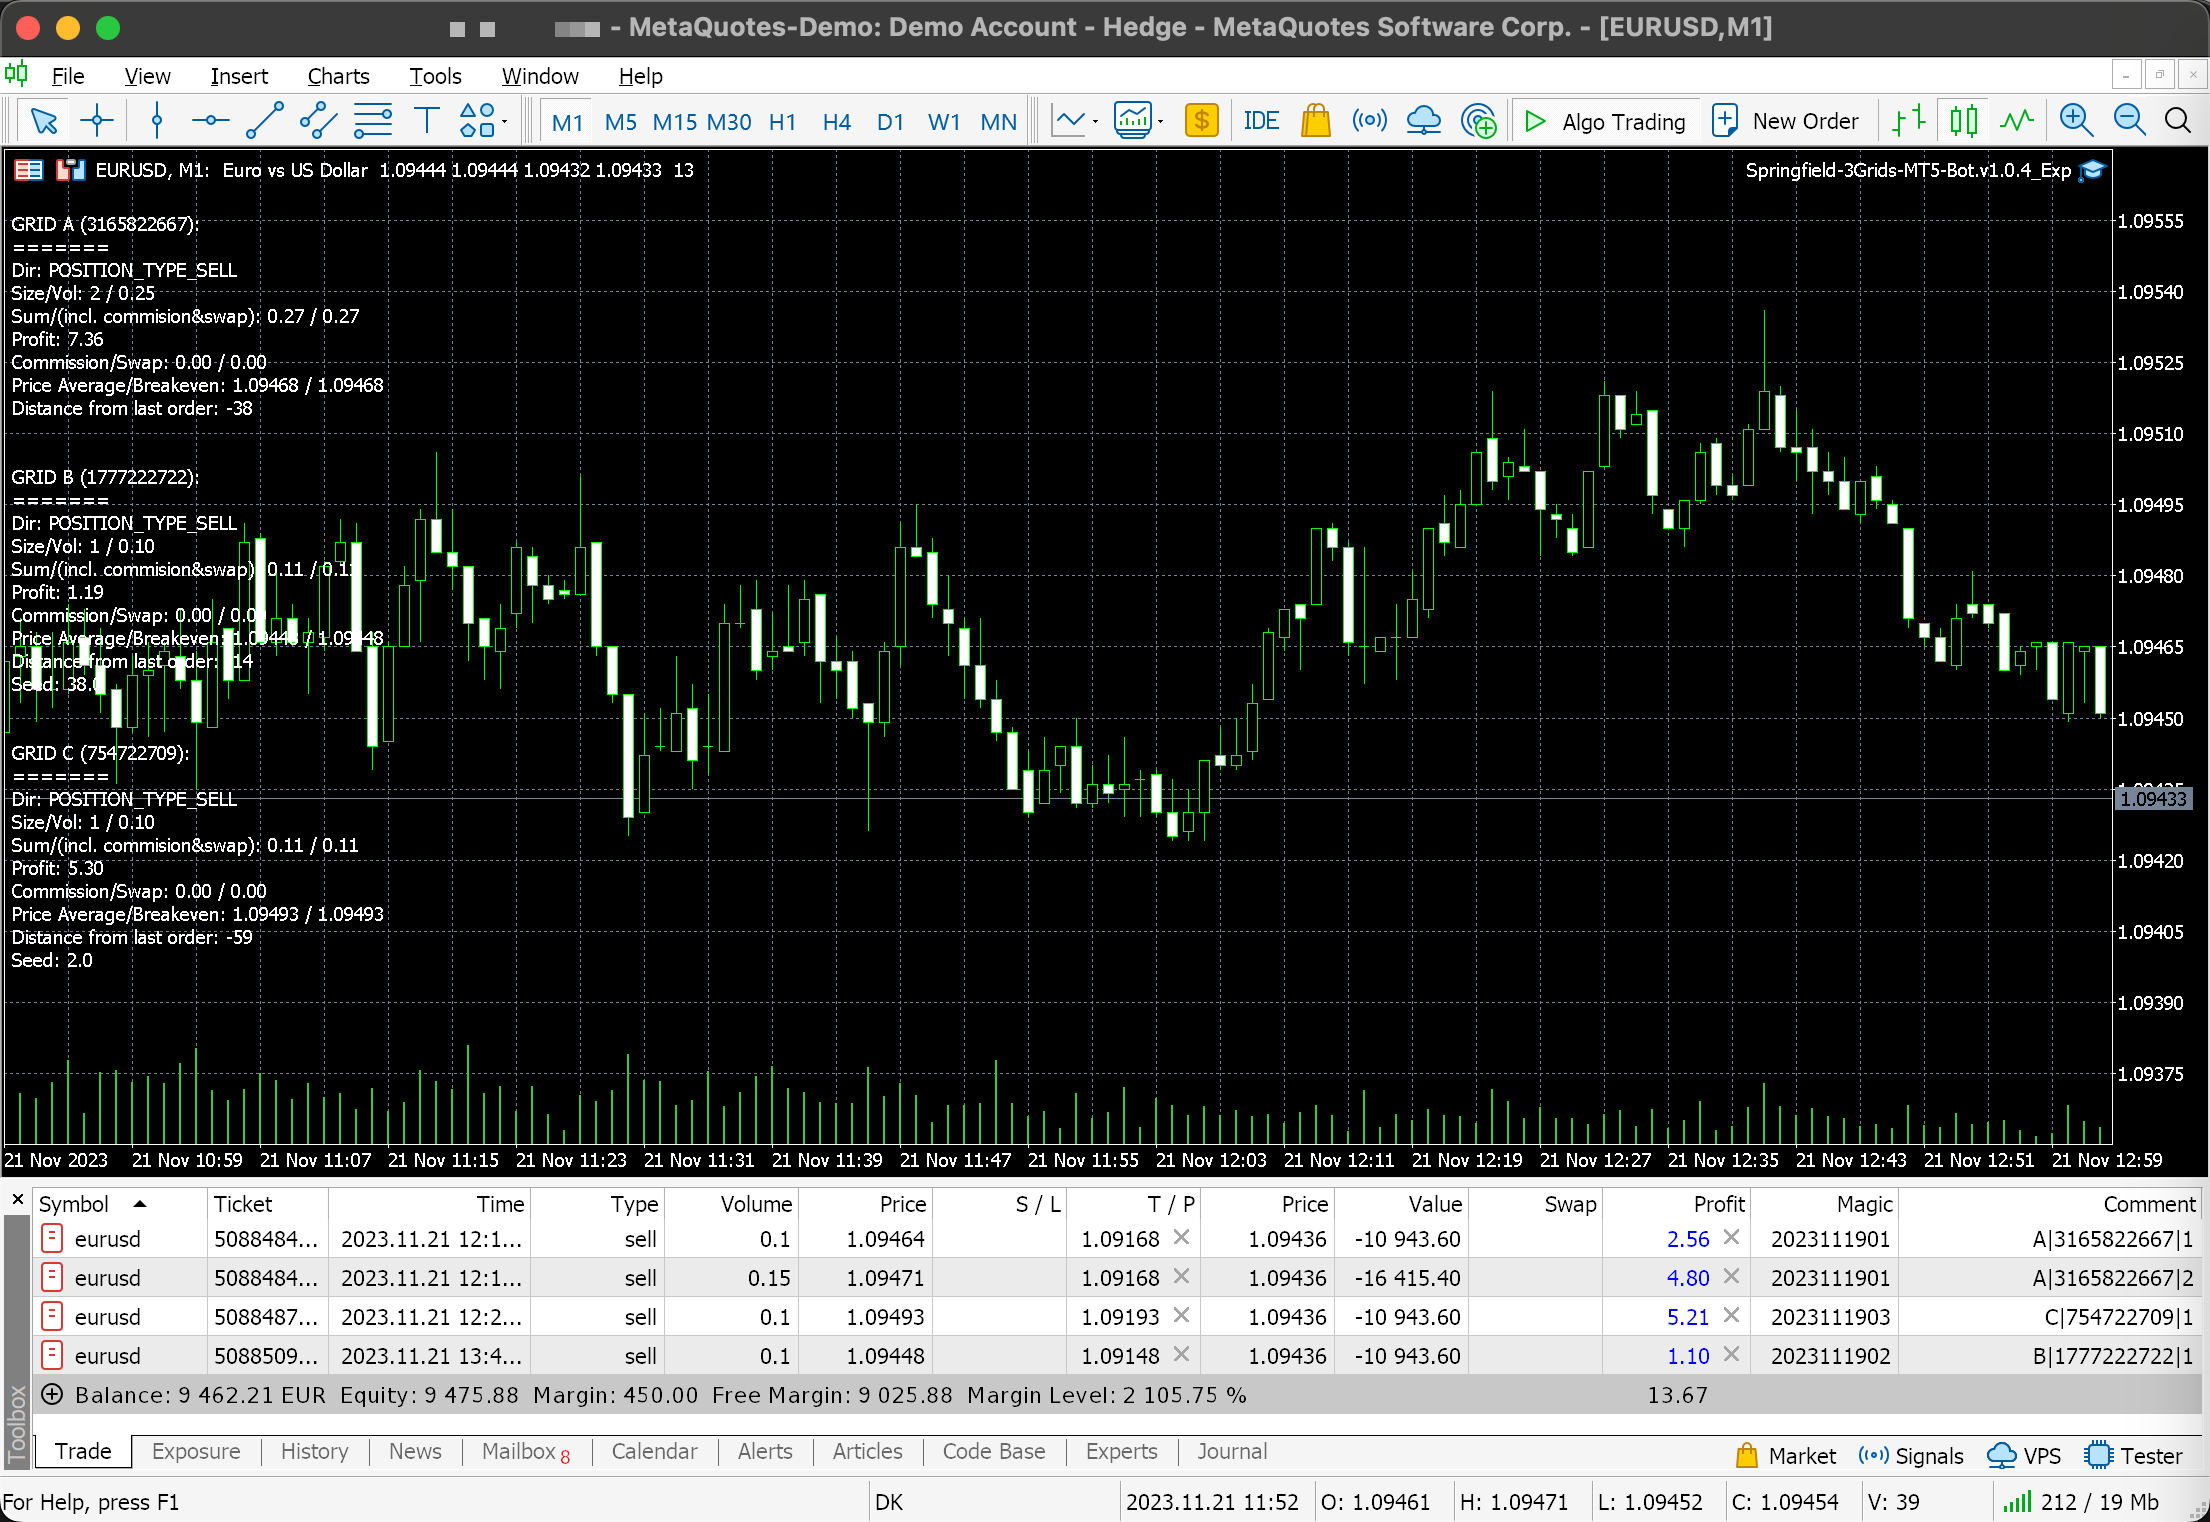 - MetaQuotes-Demo: Demo Account - Hedge - MetaQuotes Software Corp. - [EURUSD,M1]
File View Insert Charts Tools Window Help
M1 M5 M15 M30 H1 H4 D1 W1 MN IDE Algo Trading New Order
EURUSD, M1: Euro vs US Dollar 1.09444 1.09444 1.09432 1.09433 13
Springfield-3Grids-MT5-Bot.v1.0.4_Exp
GRID A (3165822667):
=======
Dir: POSITION_TYPE_SELL
Size/Vol: 2 / 0.25
Sum/(incl. commision&swap): 0.27 / 0.27
Profit: 7.36
Commission/Swap: 0.00 / 0.00
Price Average/Breakeven: 1.09468 / 1.09468
Distance from last order: -38
GRID B (1777222722):
=======
Dir: POSITION_TYPE_SELL
Size/Vol: 1 / 0.10
Sum/(incl. commision&swap): 0.11 / 0.11
Profit: 1.19
Commission/Swap: 0.00 / 0.00
Price Average/Breakeven: 1.09448 / 1.09448
Distance from last order: -14
Seed: 38.0
GRID C (754722709):
=======
Dir: POSITION_TYPE_SELL
Size/Vol: 1 / 0.10
Sum/(incl. commision&swap): 0.11 / 0.11
Profit: 5.30
Commission/Swap: 0.00 / 0.00
Price Average/Breakeven: 1.09493 / 1.09493
Distance from last order: -59
Seed: 2.0
1.09555
1.09540
1.09525
1.09510
1.09495
1.09480
1.09465
1.09450
1.09433
1.09420
1.09405
1.09390
1.09375
21 Nov 2023 21 Nov 10:59 21 Nov 11:07 21 Nov 11:15 21 Nov 11:23 21 Nov 11:31 21 Nov 11:39 21 Nov 11:47 21 Nov 11:55 21 Nov 12:03 21 Nov 12:11 21 Nov 12:19 21 Nov 12:27 21 Nov 12:35 21 Nov 12:43 21 Nov 12:51 21 Nov 12:59
Symbol Ticket Time Type Volume Price S / L T / P Price Value Swap Profit Magic Comment
eurusd 5088484... 2023.11.21 12:1... sell 0.1 1.09464 1.09168 1.09436 -10 943.60 2.56 2023111901 A|3165822667|1
eurusd 5088484... 2023.11.21 12:1... sell 0.15 1.09471 1.09168 1.09436 -16 415.40 4.80 2023111901 A|3165822667|2
eurusd 5088487... 2023.11.21 12:2... sell 0.1 1.09493 1.09193 1.09436 -10 943.60 5.21 2023111903 C|754722709|1
eurusd 5088509... 2023.11.21 13:4... sell 0.1 1.09448 1.09148 1.09436 -10 943.60 1.10 2023111902 B|1777222722|1
Balance: 9 462.21 EUR Equity: 9 475.88 Margin: 450.00 Free Margin: 9 025.88 Margin Level: 2 105.75 % 13.67
Toolbox
Trade Exposure History News Mailbox 8 Calendar Alerts Articles Code Base Experts Journal Market Signals VPS Tester
For Help, press F1 DK 2023.11.21 11:52 O: 1.09461 H: 1.09471 L: 1.09452 C: 1.09454 V: 39 212 / 19 Mb